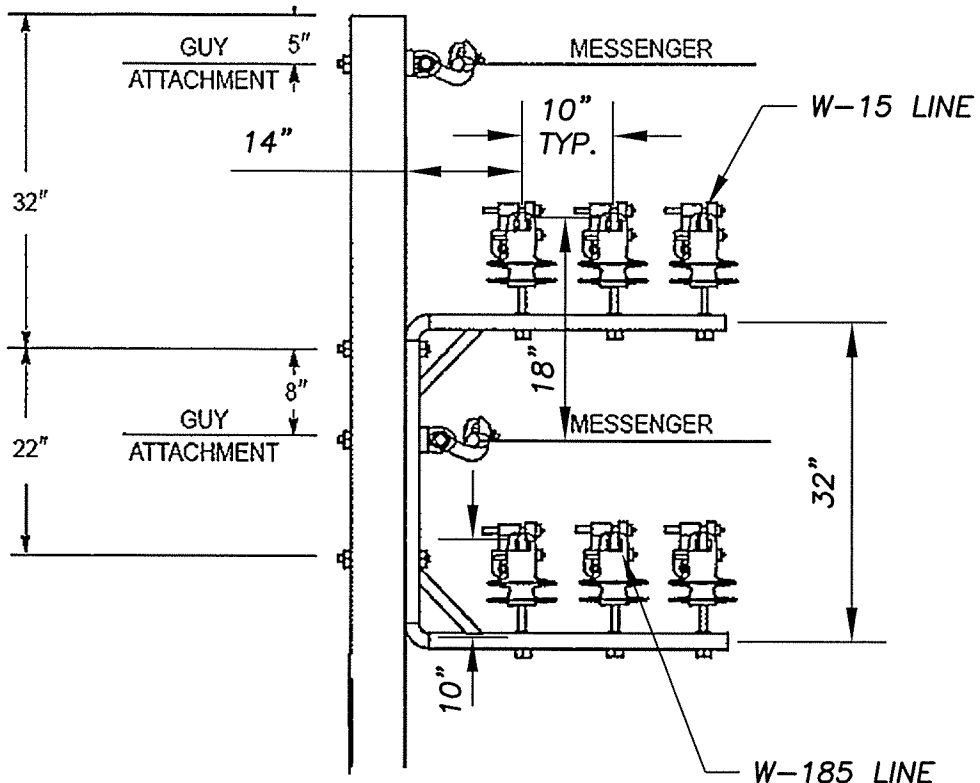 5"
GUY
ATTACHMENT
MESSENGER
10"
TYP.
W-15 LINE
14"
32"
18"
8"
GUY
ATTACHMENT
22"
MESSENGER
32"
10"
W-185 LINE